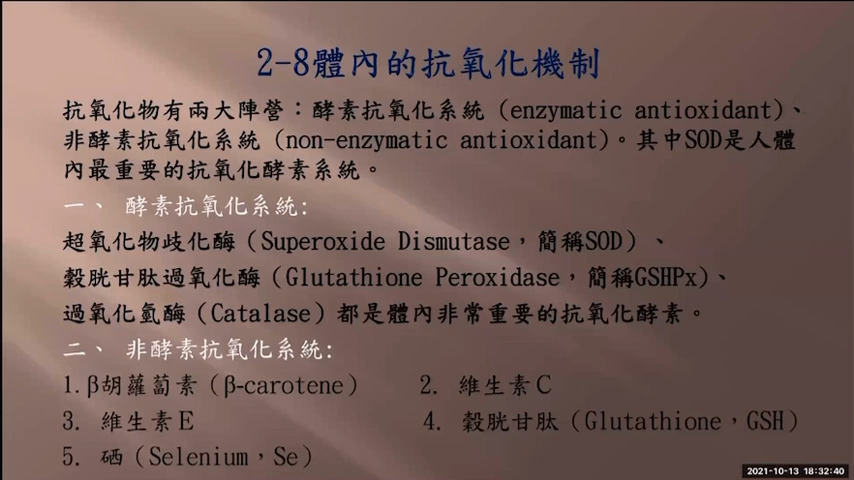 2-8體內的抗氧化機制
抗氧化物有兩大陣營：酵素抗氧化系統 (enzymatic antioxidant)、
非酵素抗氧化系統 (non-enzymatic antioxidant)。其中SOD是人體
內最重要的抗氧化酵素系統。
一、 酵素抗氧化系統:
超氧化物歧化酶（Superoxide Dismutase，簡稱SOD）、
穀胱甘肽過氧化酶（Glutathione Peroxidase，簡稱GSHPx)、
過氧化氫酶（Catalase）都是體內非常重要的抗氧化酵素。
二、 非酵素抗氧化系統:
1.β胡蘿蔔素（β-carotene） 2. 維生素C
3. 維生素E 4. 穀胱甘肽（Glutathione，GSH）
5. 硒（Selenium，Se）
2021-10-13 18:32:40